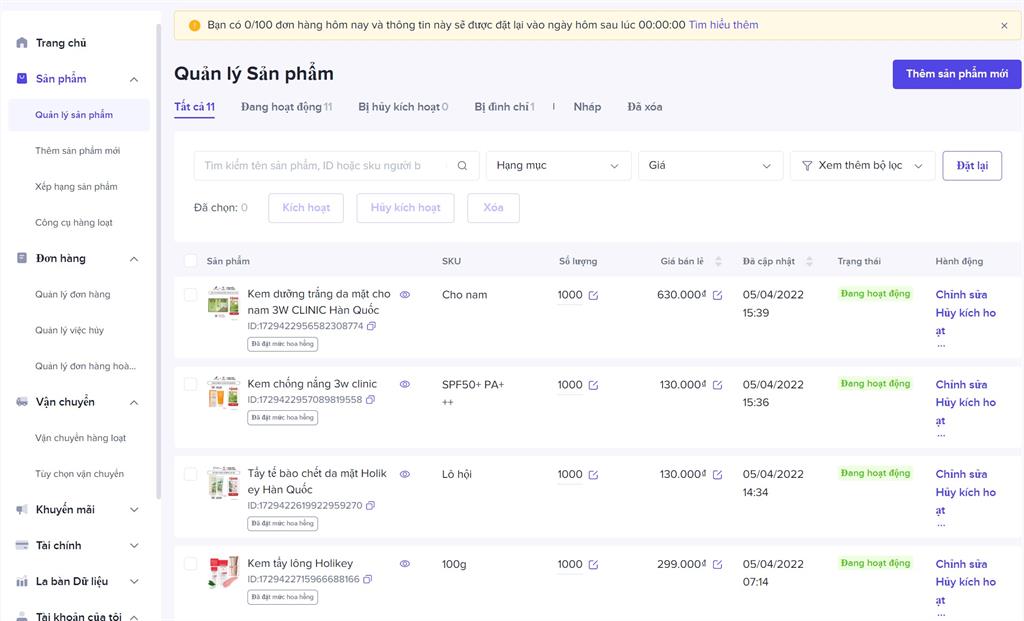 Bạn có 0/100 đơn hàng hôm nay và thông tin này sẽ được đặt lại vào ngày hôm sau lúc 00:00:00 Tìm hiểu thêm
Trang chủ
Sản phẩm
Quản lý sản phẩm
Thêm sản phẩm mới
Xếp hạng sản phẩm
Công cụ hàng loạt
Đơn hàng
Quản lý đơn hàng
Quản lý việc hủy
Quản lý đơn hàng hoà...
Vận chuyển
Vận chuyển hàng loạt
Tùy chọn vận chuyển
Khuyến mãi
Tài chính
La bàn Dữ liệu
Tài khoản của tôi
Quản lý Sản phẩm
Thêm sản phẩm mới
Tất cả 11 Đang hoạt động 11 Bị hủy kích hoạt 0 Bị đình chỉ 1 Nháp Đã xóa
Tìm kiếm tên sản phẩm, ID hoặc sku người b Hạng mục Giá Xem thêm bộ lọc Đặt lại
Đã chọn: 0 Kích hoạt Hủy kích hoạt Xóa
Sản phẩm SKU Số lượng Giá bán lẻ Đã cập nhật Trạng thái Hành động
Kem dưỡng trắng da mặt cho
nam 3W CLINIC Hàn Quốc
ID:1729422956582308774
Đã đặt mức hoa hồng
Cho nam
1000
630.000₫
05/04/2022
15:39
Đang hoạt động
Chỉnh sửa
Hủy kích ho
ạt
...
Kem chống nắng 3w clinic
ID:1729422957089819558
Đã đặt mức hoa hồng
SPF50+ PA+
++
1000
130.000₫
05/04/2022
15:36
Đang hoạt động
Chỉnh sửa
Hủy kích ho
ạt
...
Tẩy tế bào chết da mặt Holik
ey Hàn Quốc
ID:1729422619922959270
Đã đặt mức hoa hồng
Lô hội
1000
130.000₫
05/04/2022
14:34
Đang hoạt động
Chỉnh sửa
Hủy kích ho
ạt
...
Kem tẩy lông Holikey
ID:1729422715966688166
Đã đặt mức hoa hồng
100g
1000
299.000₫
05/04/2022
07:14
Đang hoạt động
Chỉnh sửa
Hủy kích ho
ạt
...